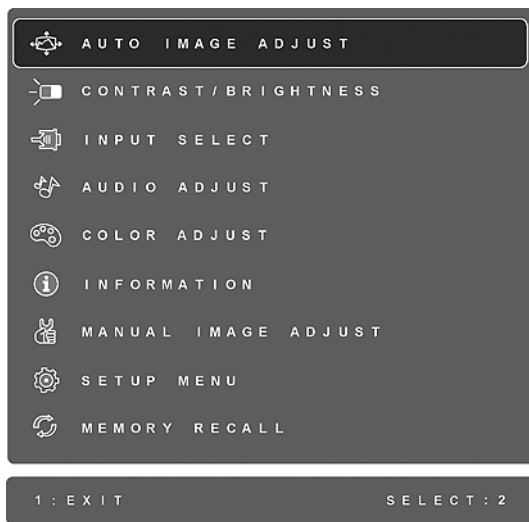 AUTO IMAGE ADJUST
CONTRAST/BRIGHTNESS
INPUT SELECT
AUDIO ADJUST
COLOR ADJUST
INFORMATION
MANUAL IMAGE ADJUST
SETUP MENU
MEMORY RECALL
1:EXIT SELECT:2